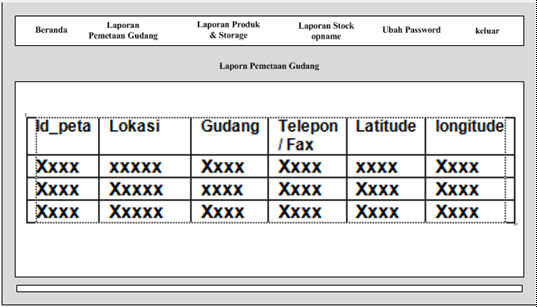 Beranda Laporan Pemetaan Gudang Laporan Produk & Storage Laporan Stock opname Ubah Password keluar
Laporn Pemetaan Gudang
Id_peta Lokasi Gudang Telepon / Fax Latitude longitude
Xxxx xxxxx Xxxx Xxxx xxxx Xxxx
Xxxx Xxxxx xxxx Xxxx Xxxx Xxxx
Xxxx Xxxxx Xxxx Xxxx Xxxx Xxxx